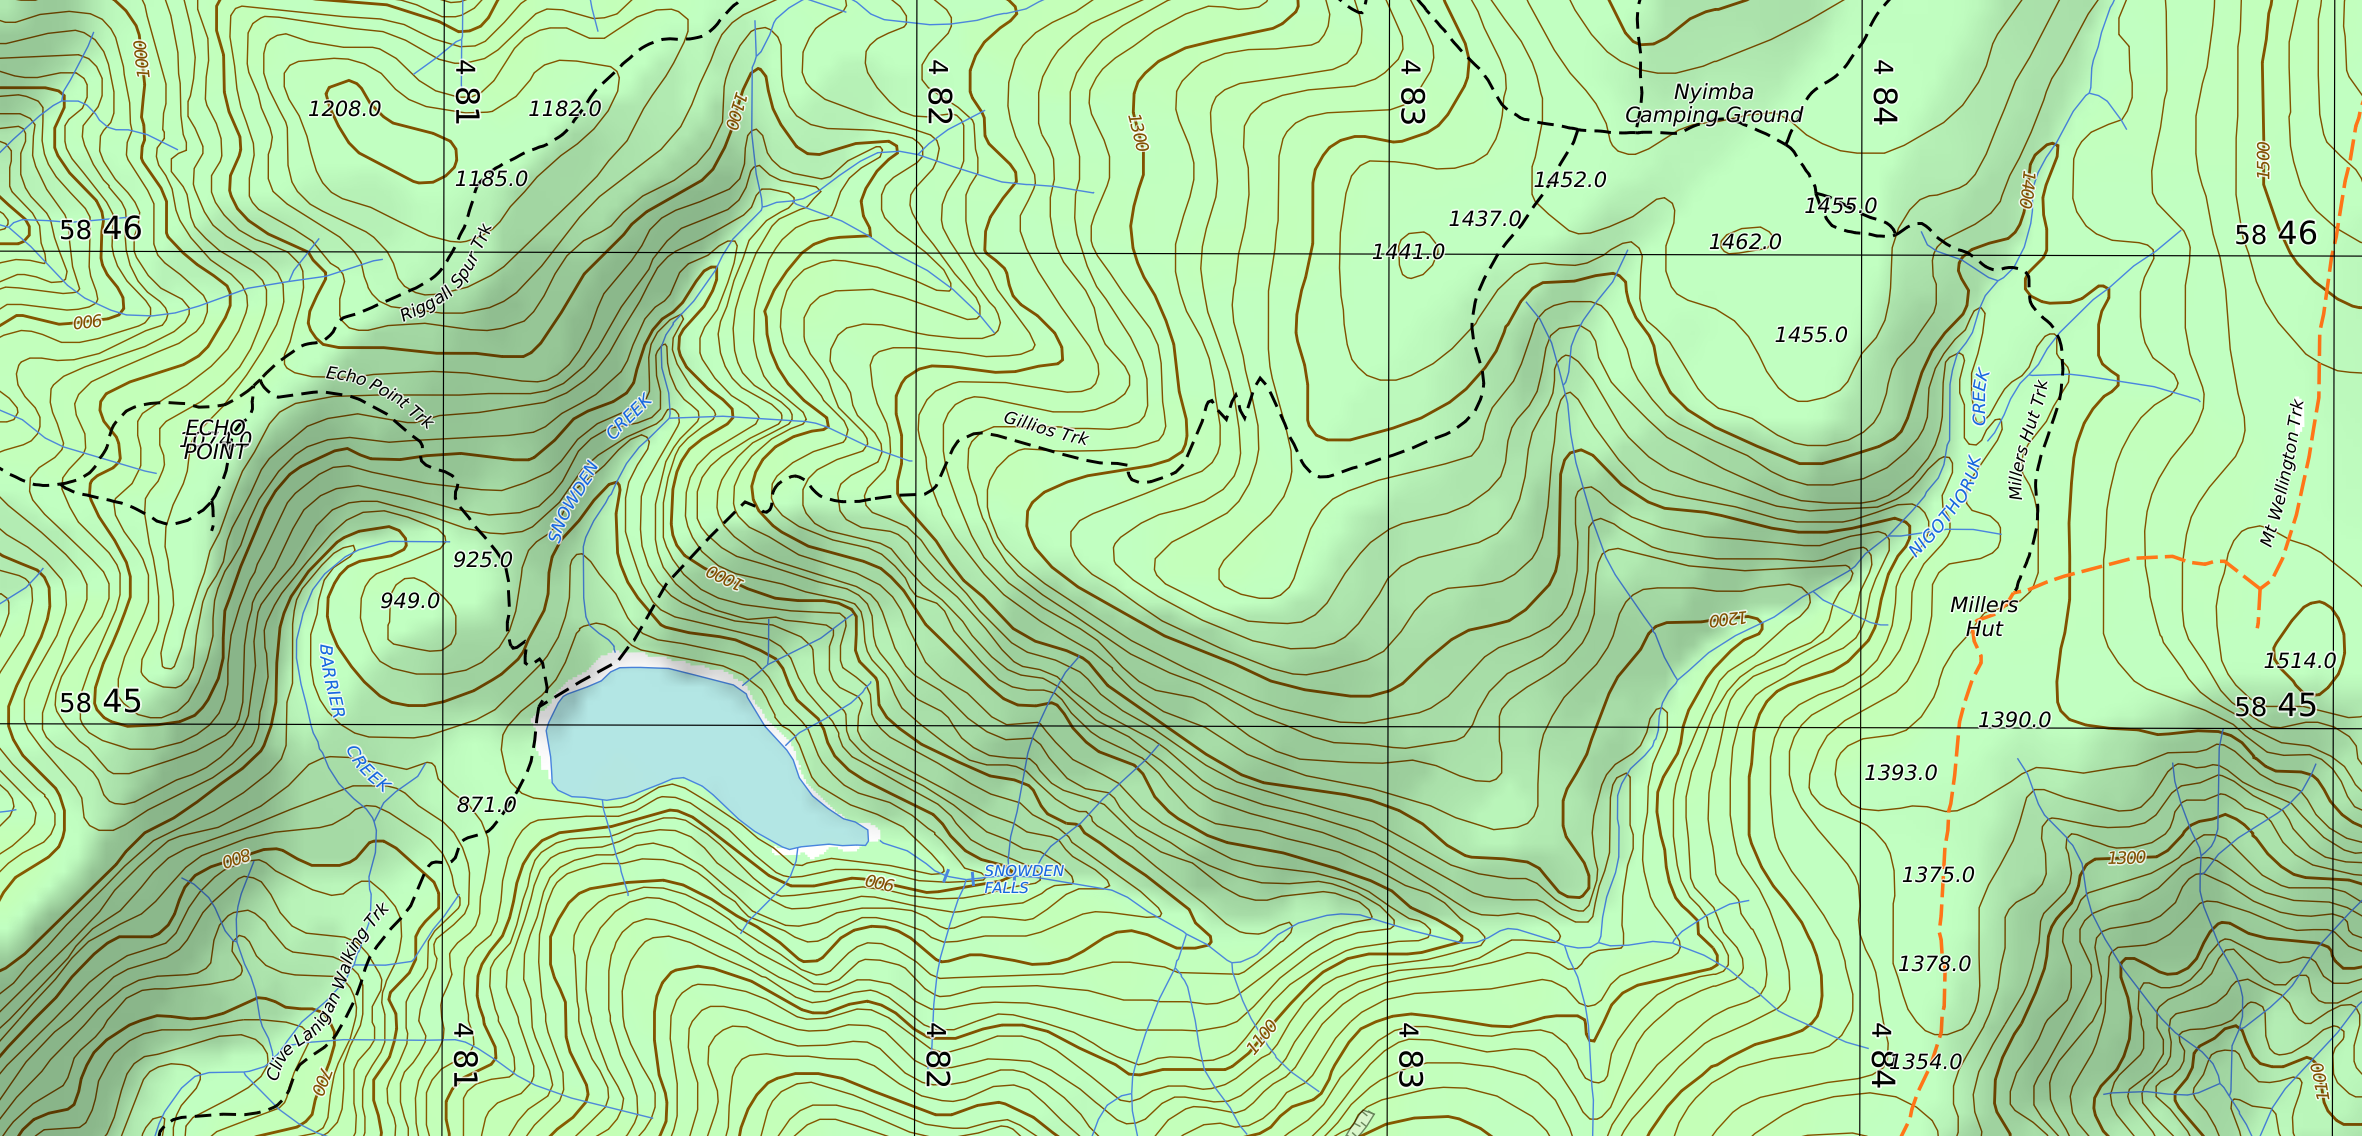 1000
1208.0
4 81
1182.0
1100
4 82
1300
4 83
Nyimba
Camping Ground
4 84
1500
1185.0
1452.0
1400
1455.0
58 46
Riggall Spur Trk
1437.0
1441.0
1462.0
58 46
900
1455.0
Echo Point Trk
ECHO
POINT
SNOWDEN CREEK
Gillios Trk
NIGOTHORUK CREEK
Millers Hut Trk
Mt Wellington Trk
925.0
1000
949.0
1200
Millers
Hut
1514.0
BARRIER CREEK
58 45
58 45
1390.0
1393.0
871.0
800
900
SNOWDEN
FALLS
1300
1375.0
Clive Lanigan Walking Trk
1378.0
4 81
4 82
1100
4 83
4 84
1354.0
700
1100